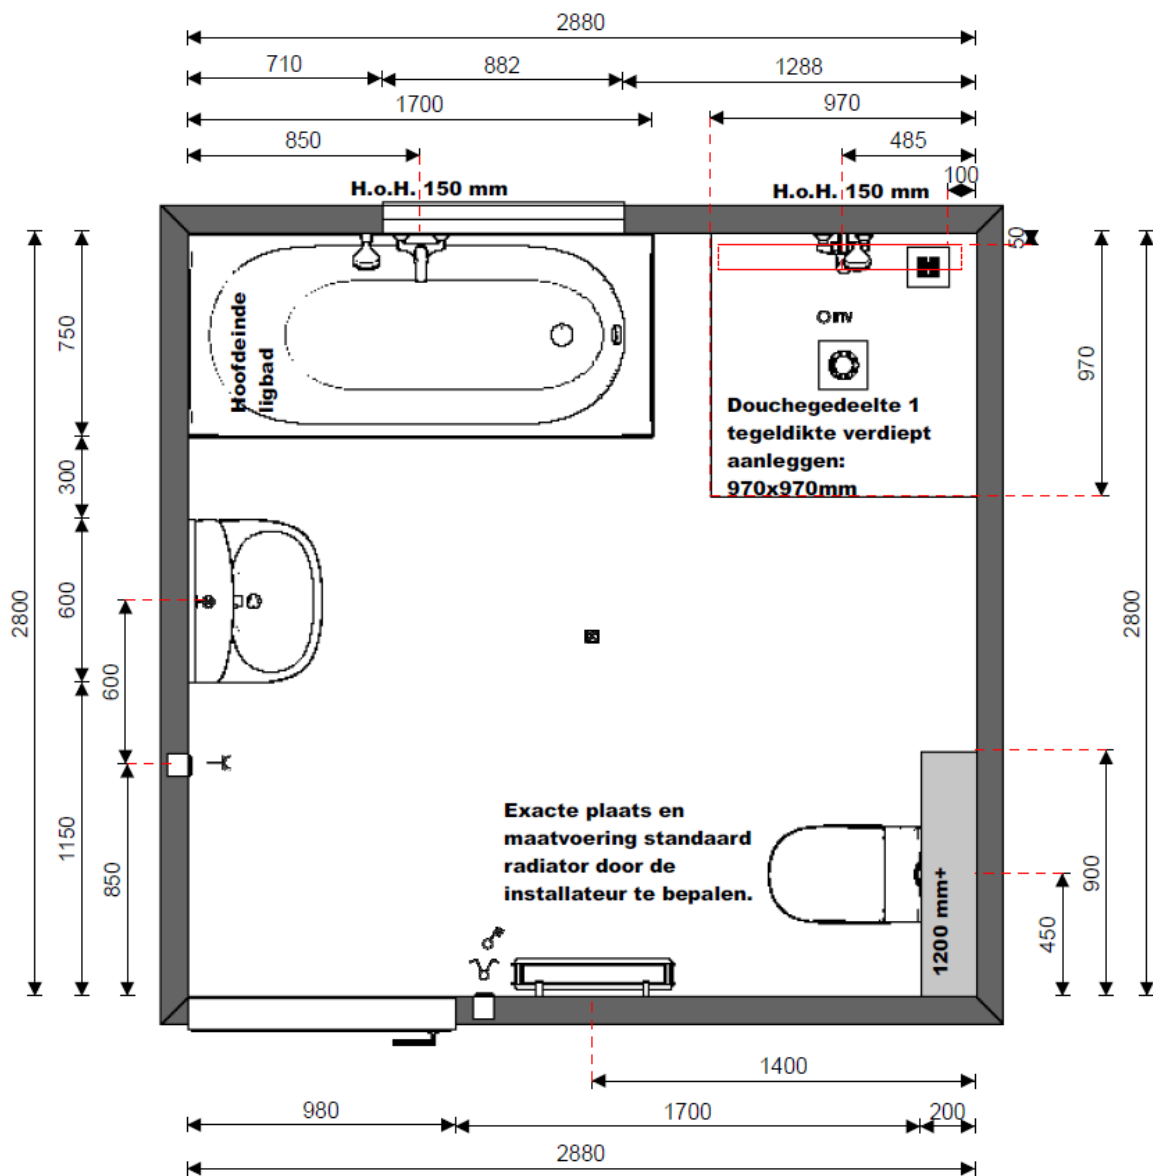 2880
710
882
1288
1700
970
850
485
100
H.o.H. 150 mm
H.o.H. 150 mm
50
750
300
600
1150
2800
600
850
Hoofdeinde
ligbad
Douchegedeelte 1
tegeldikte verdiept
aanleggen:
970x970mm
970
2800
Exacte plaats en
maatvoering standaard
radiator door de
installateur te bepalen.
1200 mm+
900
450
1400
980
1700
200
2880